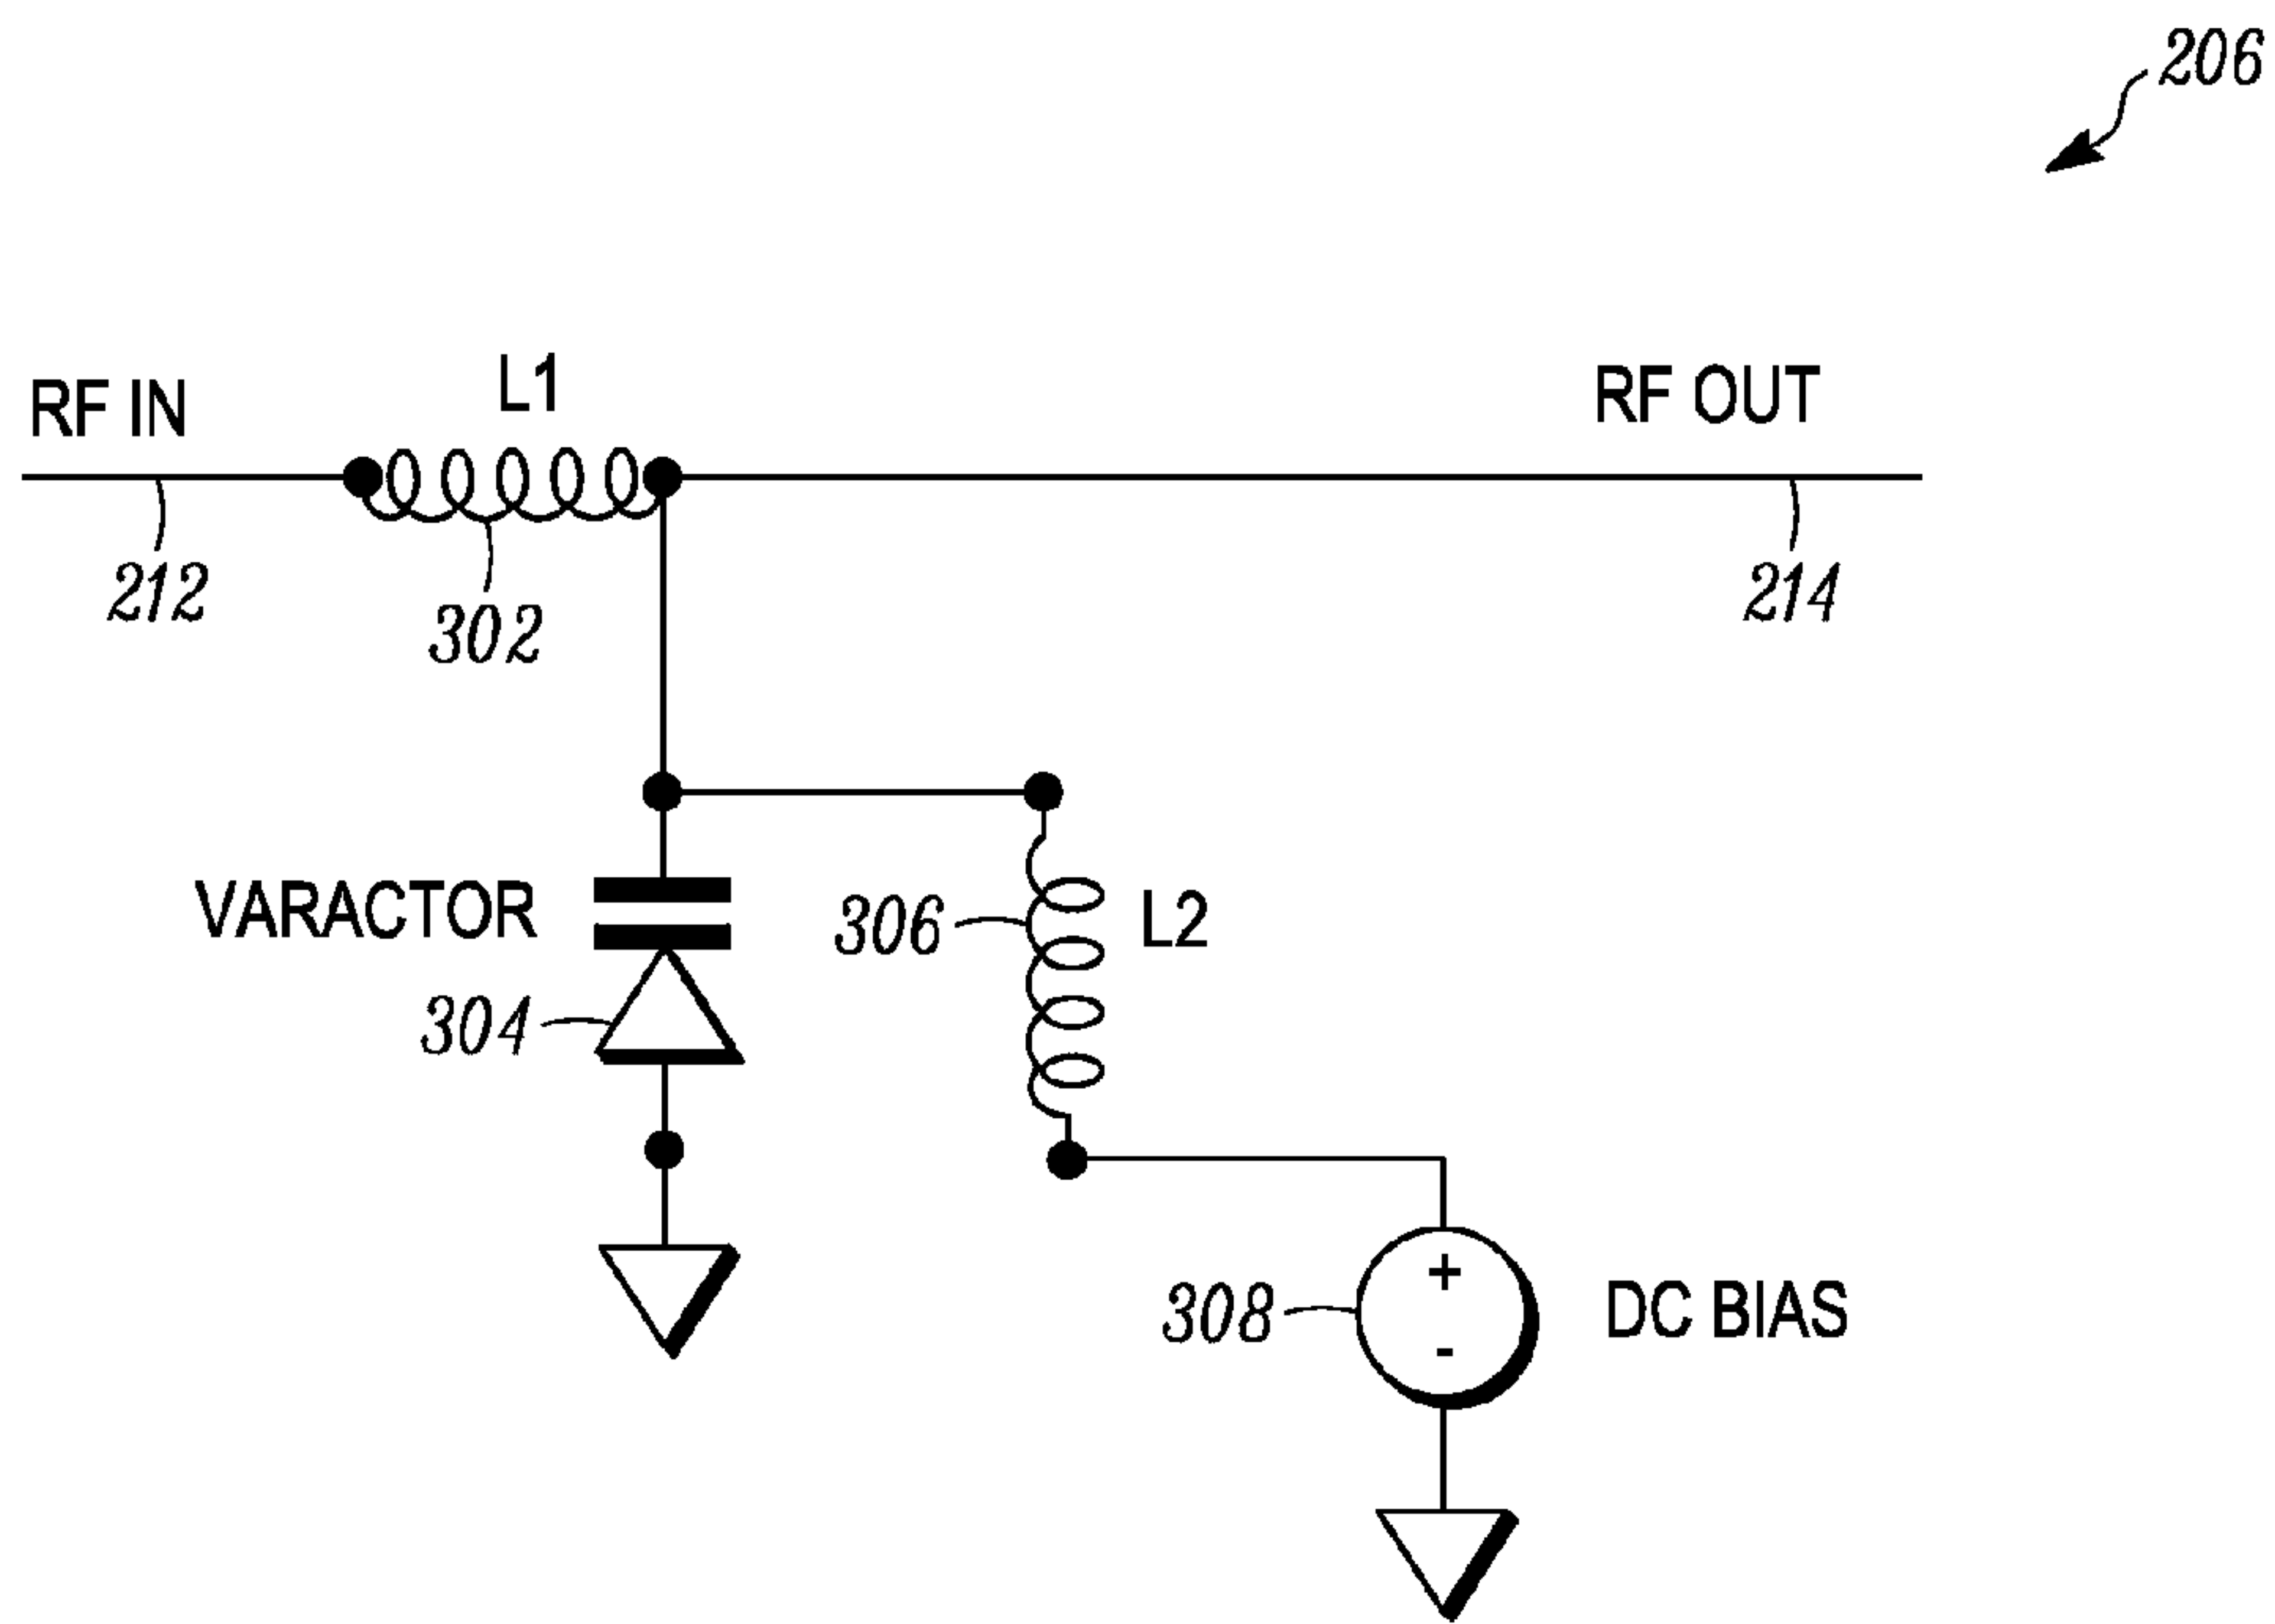 206
L1
RF IN
RF OUT
212
302
214
VARACTOR
306
L2
304
+
308
DC BIAS
-